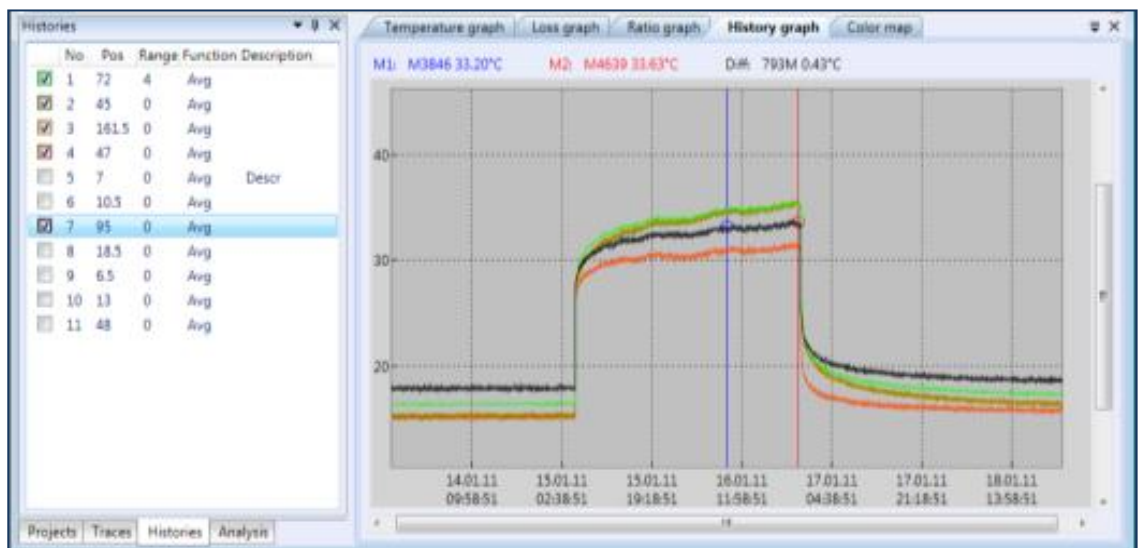 Histories
No Pos Range Function Description
1 72 4 Avg
2 45 0 Avg
3 161.5 0 Avg
4 47 0 Avg
5 7 0 Avg Descr
6 10.5 0 Avg
7 95 0 Avg
8 18.5 0 Avg
9 6.5 0 Avg
10 13 0 Avg
11 48 0 Avg
Projects Traces Histories Analysis
Temperature graph Loss graph Ratio graph History graph Color map
M1: M3846 33.20°C M2: M4639 33.63°C Diff: 793M 0.43°C
40
30
20
14.01.11 15.01.11 15.01.11 16.01.11 17.01.11 17.01.11 18.01.11
09:58:51 02:38:51 19:18:51 11:58:51 04:38:51 21:18:51 13:58:51